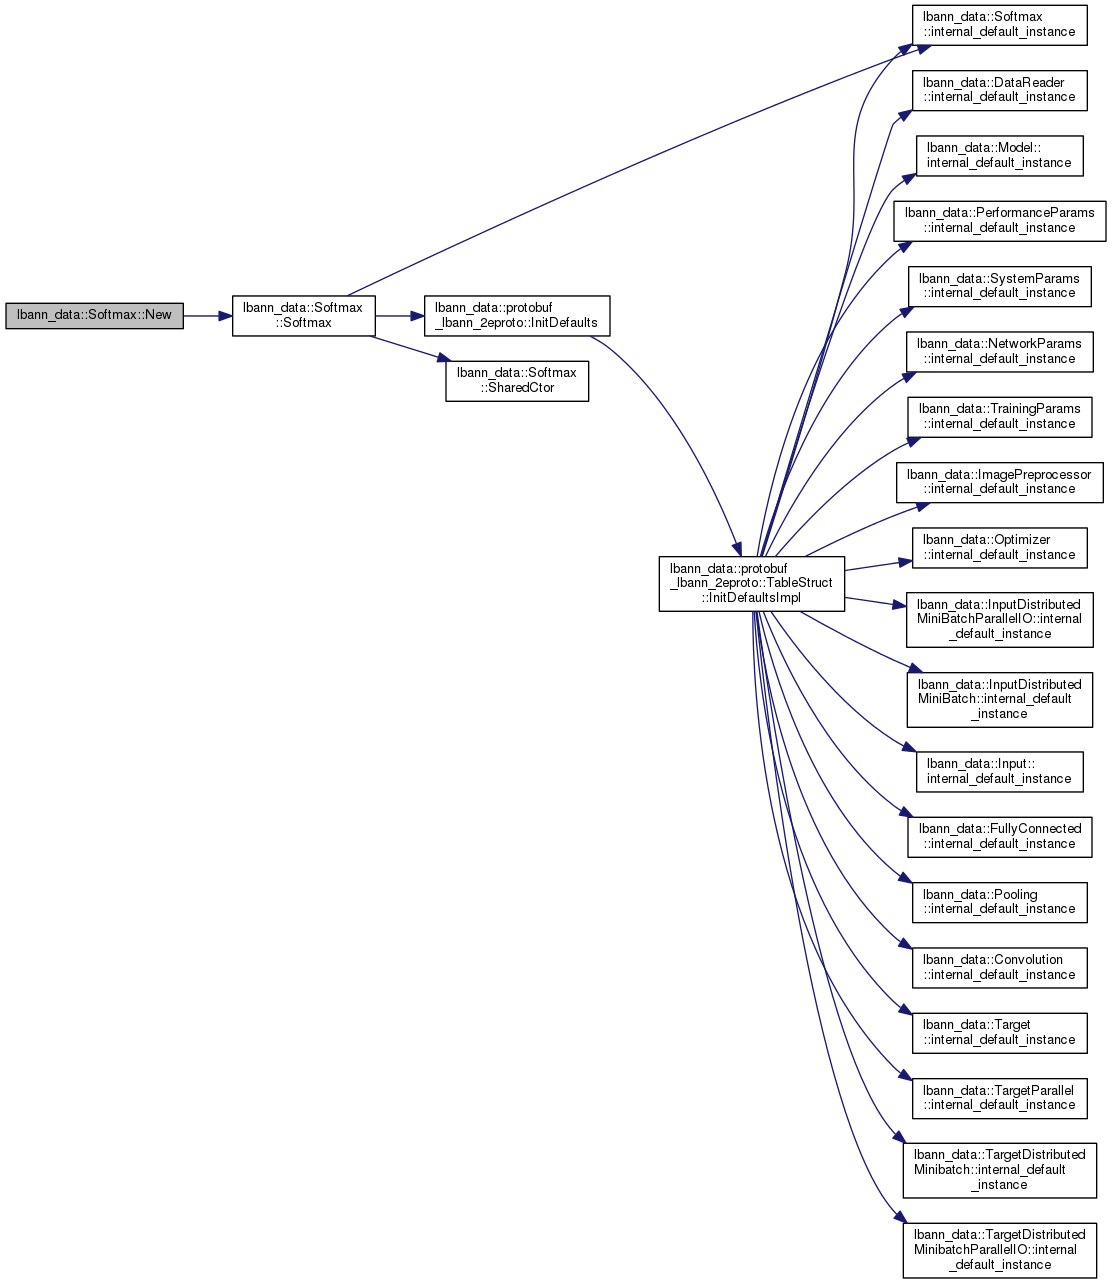 lbann_data::Softmax::New
lbann_data::Softmax
::Softmax
lbann_data::protobuf
_lbann_2eproto::InitDefaults
lbann_data::Softmax
::SharedCtor
lbann_data::protobuf
_lbann_2eproto::TableStruct
::InitDefaultsImpl
lbann_data::Softmax
::internal_default_instance
lbann_data::DataReader
::internal_default_instance
lbann_data::Model::
internal_default_instance
lbann_data::PerformanceParams
::internal_default_instance
lbann_data::SystemParams
::internal_default_instance
lbann_data::NetworkParams
::internal_default_instance
lbann_data::TrainingParams
::internal_default_instance
lbann_data::ImagePreprocessor
::internal_default_instance
lbann_data::Optimizer
::internal_default_instance
lbann_data::InputDistributed
MiniBatchParallelIO::internal
_default_instance
lbann_data::InputDistributed
MiniBatch::internal_default
_instance
lbann_data::Input::
internal_default_instance
lbann_data::FullyConnected
::internal_default_instance
lbann_data::Pooling
::internal_default_instance
lbann_data::Convolution
::internal_default_instance
lbann_data::Target
::internal_default_instance
lbann_data::TargetParallel
::internal_default_instance
lbann_data::TargetDistributed
Minibatch::internal_default
_instance
lbann_data::TargetDistributed
MinibatchParallelIO::internal
_default_instance